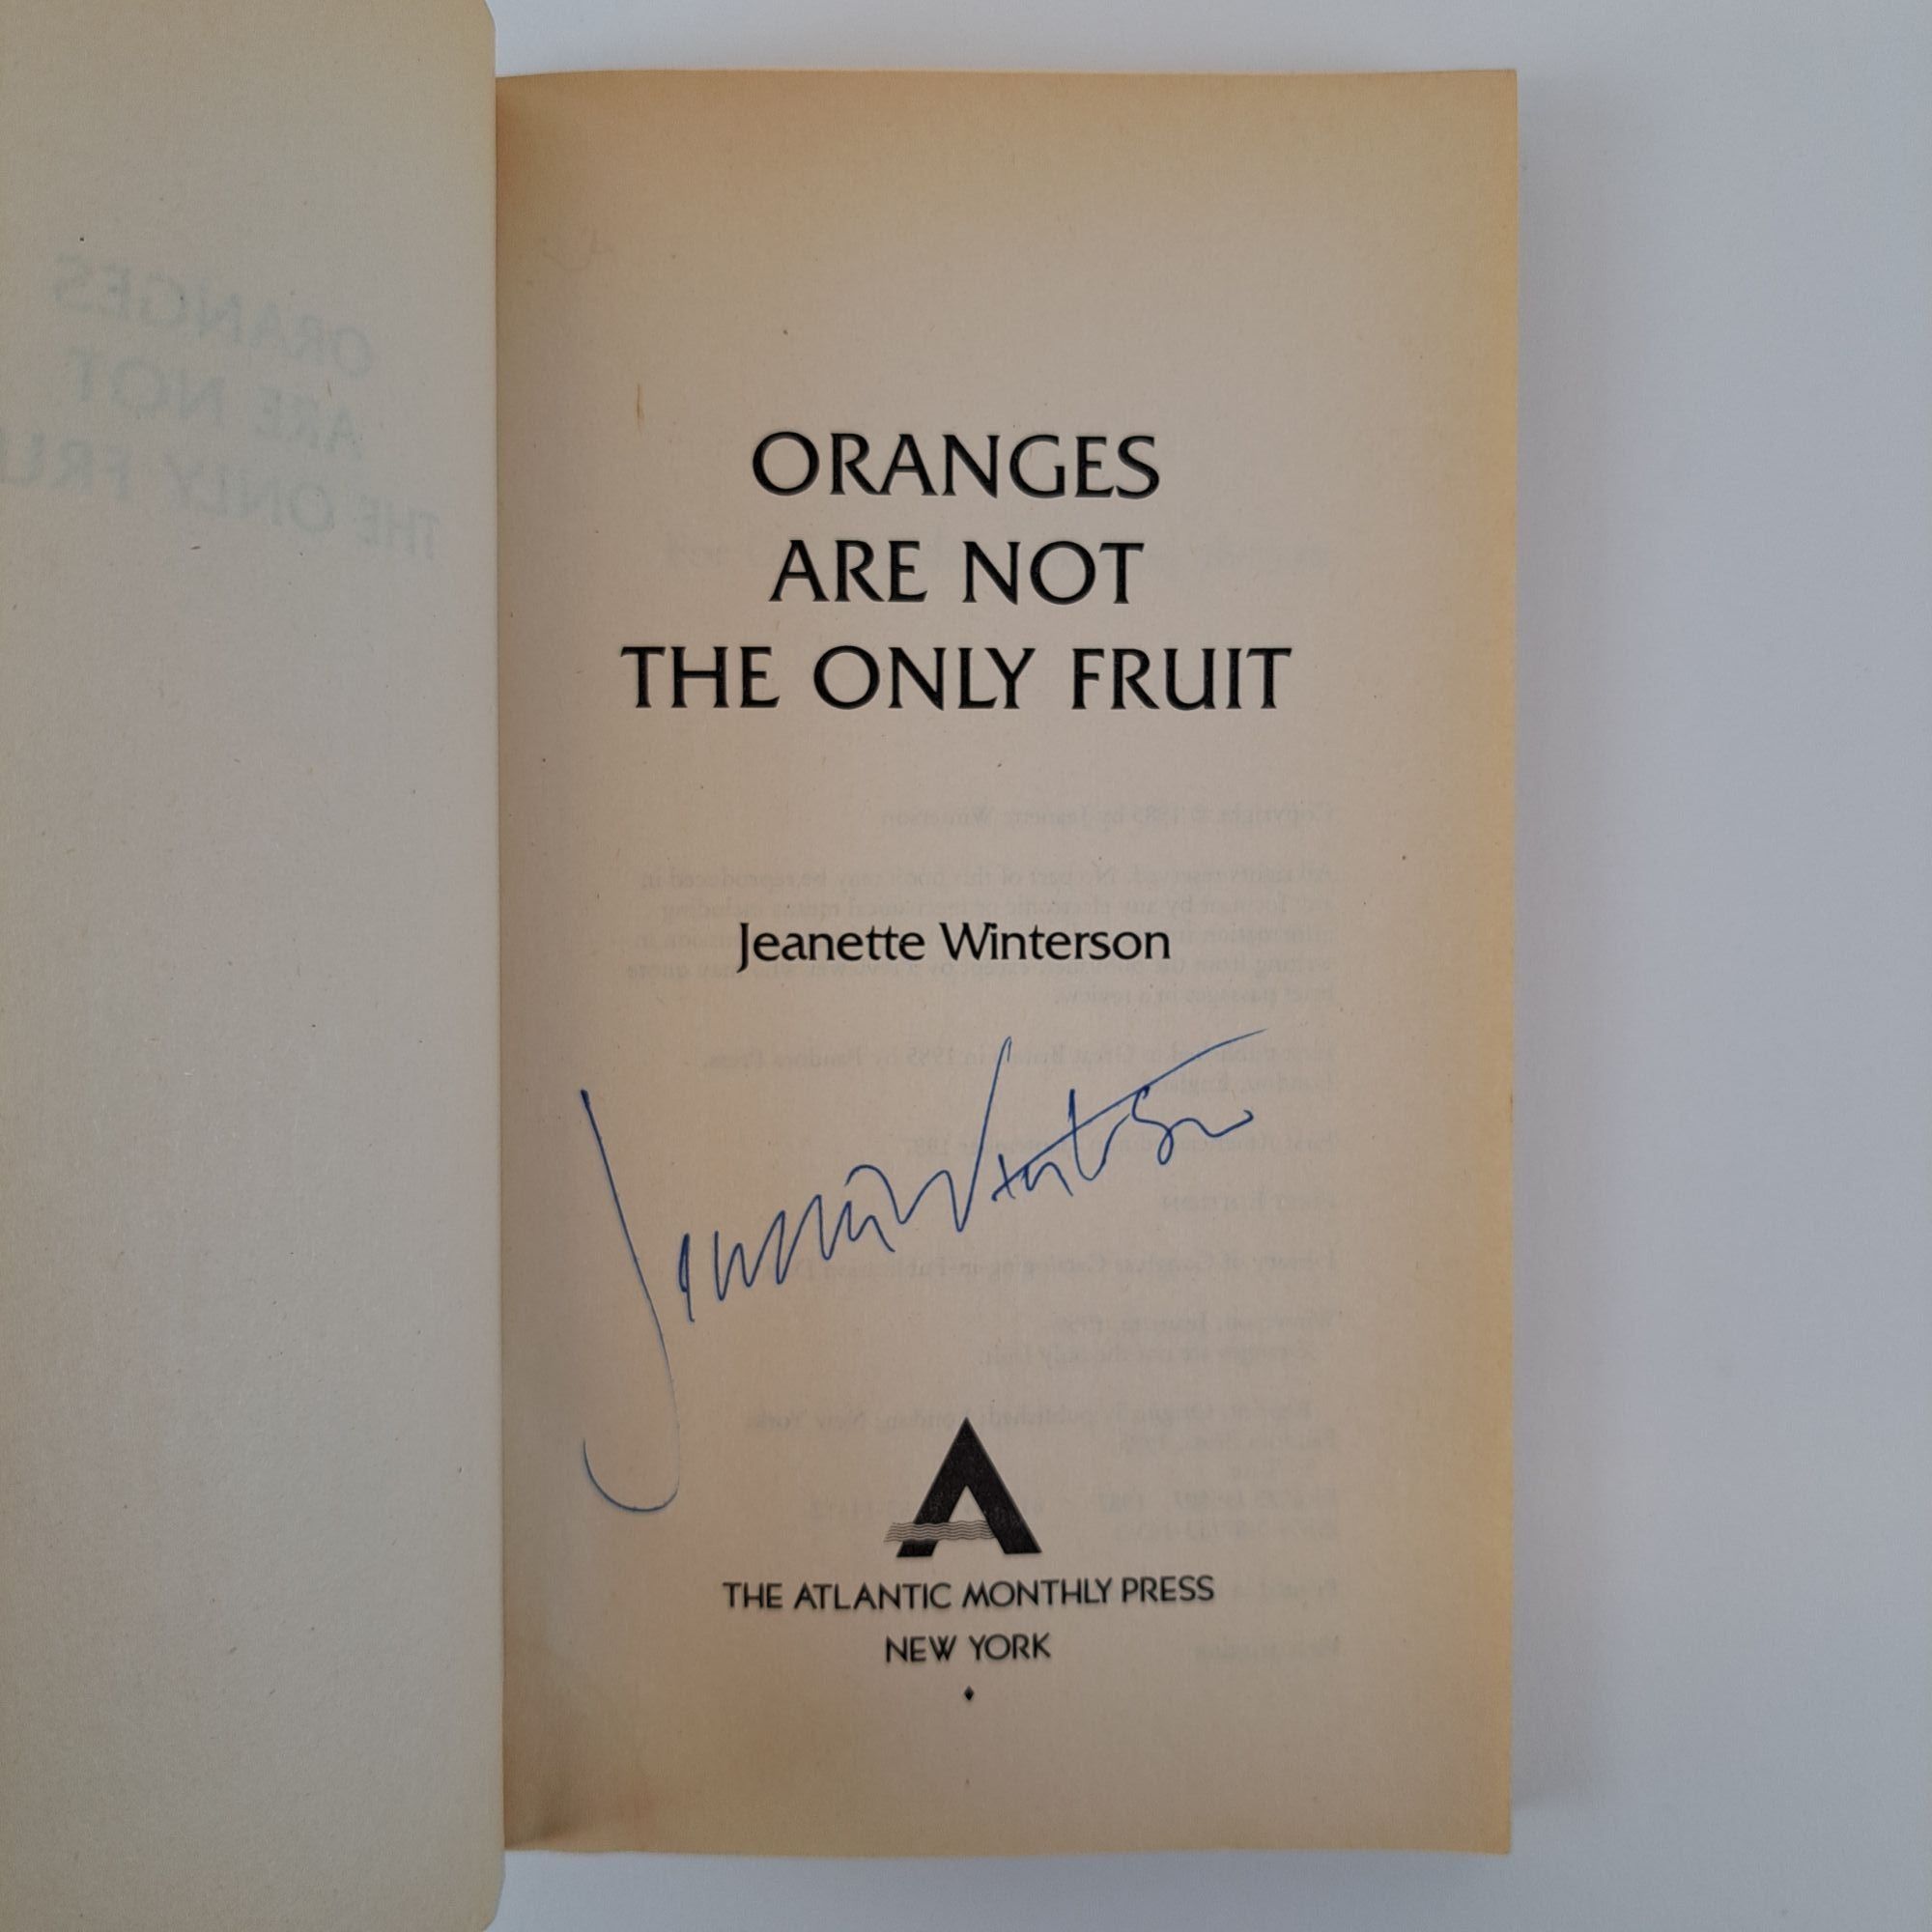 ORANGES
ARE NOT
THE ONLY FRUIT
Jeanette Winterson
Jeanette Winterson
THE ATLANTIC MONTHLY PRESS
NEW YORK